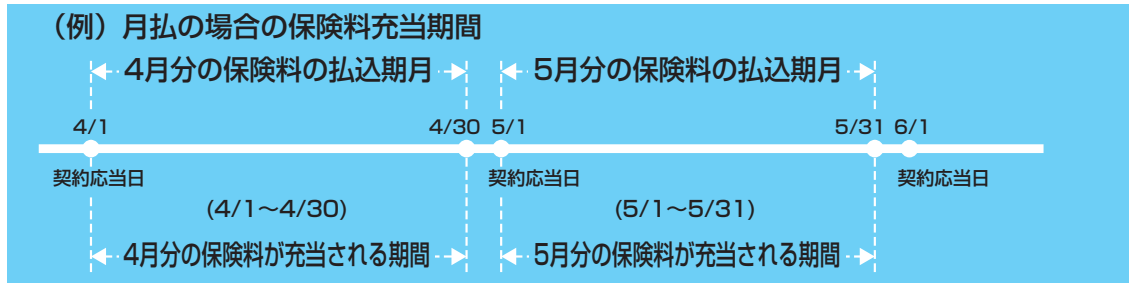 （例）月払の場合の保険料充当期間
4月分の保険料の払込期月 5月分の保険料の払込期月
4/1 4/30 5/1 5/31 6/1
契約応当日 契約応当日 契約応当日
(4/1～4/30) (5/1～5/31)
4月分の保険料が充当される期間 5月分の保険料が充当される期間